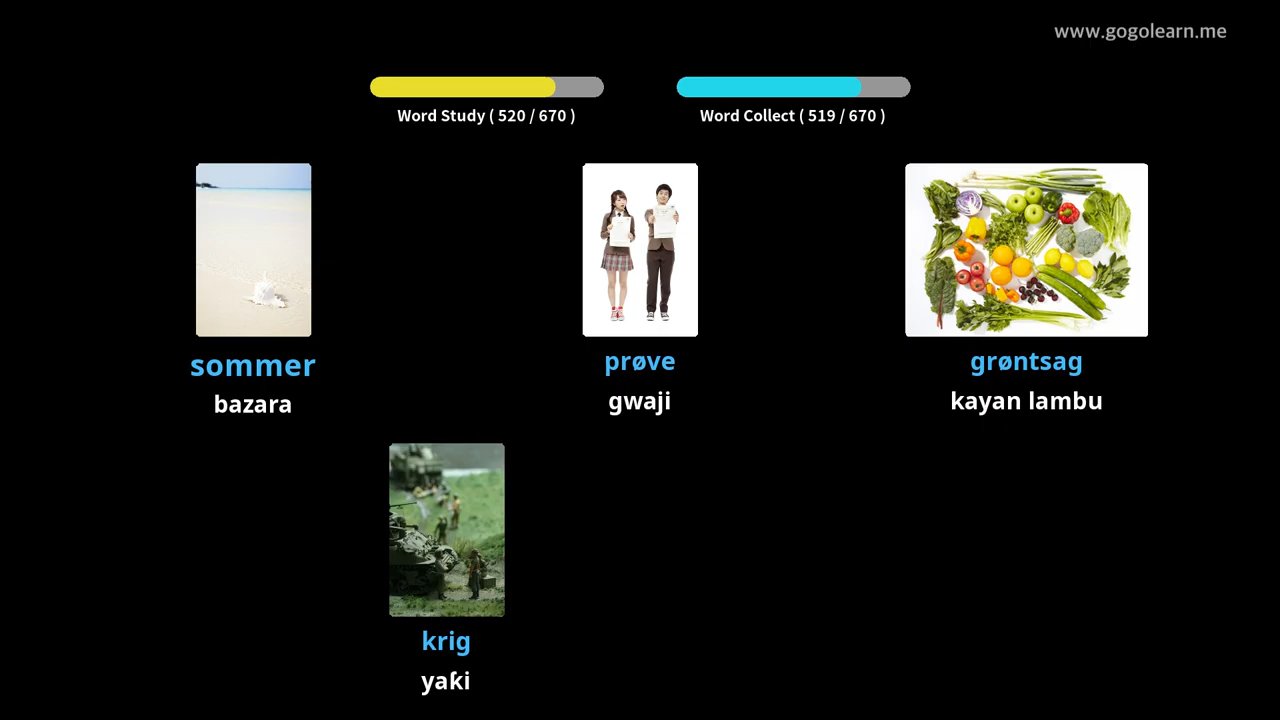 www.gogolearn.me
Word Study ( 520 / 670 )
Word Collect ( 519 / 670 )
sommer
bazara
prøve
gwaji
grøntsag
kayan lambu
krig
yaƙi